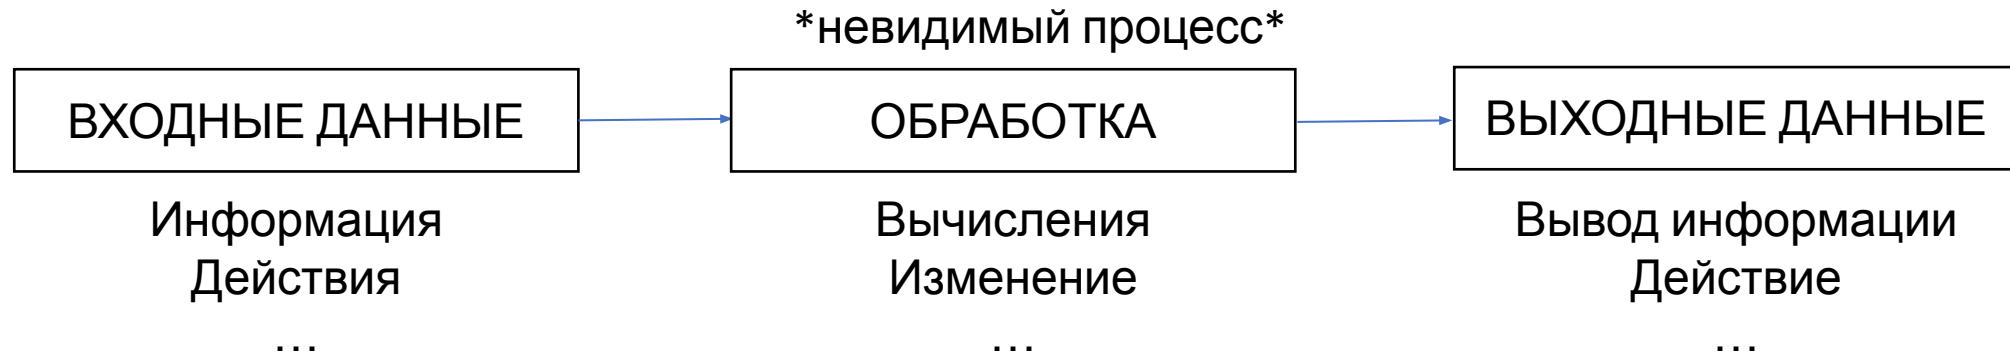 *невидимый процесс*
ВХОДНЫЕ ДАННЫЕ
ОБРАБОТКА
ВЫХОДНЫЕ ДАННЫЕ
Информация
Действия
...
Вычисления
Изменение
...
Вывод информации
Действие
...